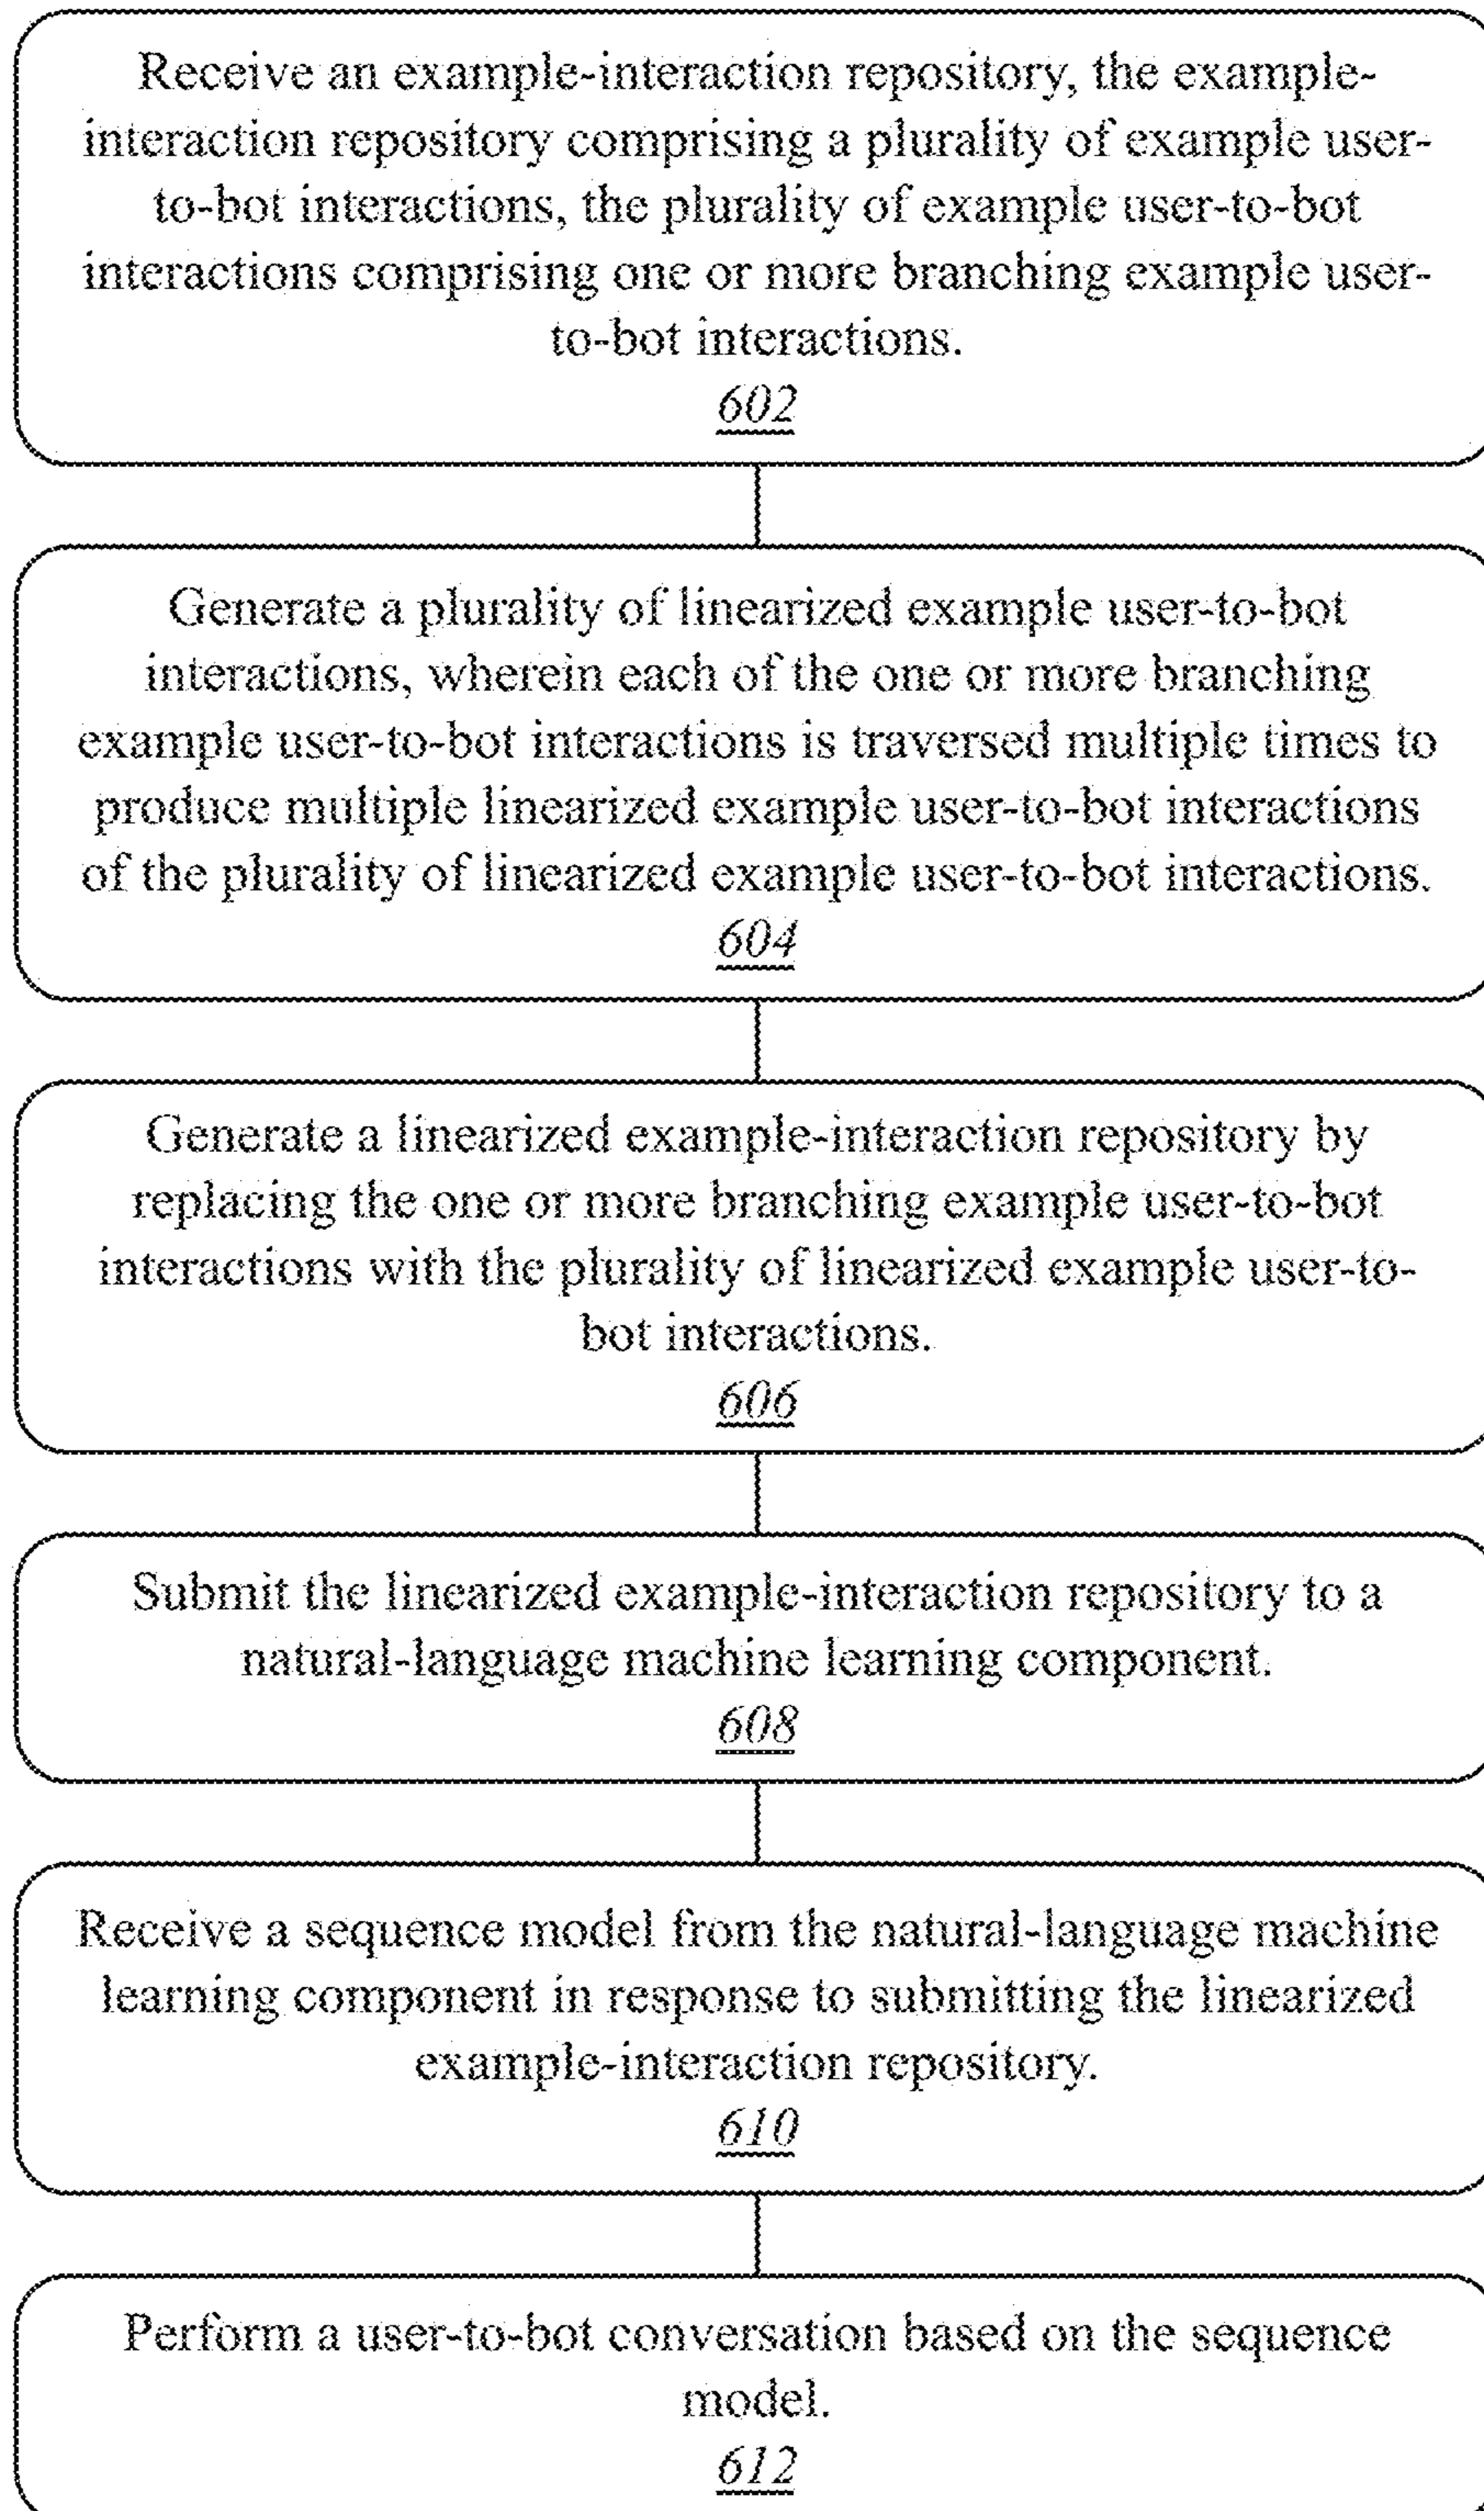 Receive an example-interaction repository, the example-
interaction repository comprising a plurality of example user-
to-bot interactions, the plurality of example user-to-bot
interactions comprising one or more branching example user-
to-bot interactions.
602
Generate a plurality of linearized example user-to-bot
interactions, wherein each of the one or more branching
example user-to-bot interactions is traversed multiple times to
produce multiple linearized example user-to-bot interactions
of the plurality of linearized example user-to-bot interactions.
604
Generate a linearized example-interaction repository by
replacing the one or more branching example user-to-bot
interactions with the plurality of linearized example user-to-
bot interactions.
606
Submit the linearized example-interaction repository to a
natural-language machine learning component.
608
Receive a sequence model from the natural-language machine
learning component in response to submitting the linearized
example-interaction repository.
610
Perform a user-to-bot conversation based on the sequence
model.
612